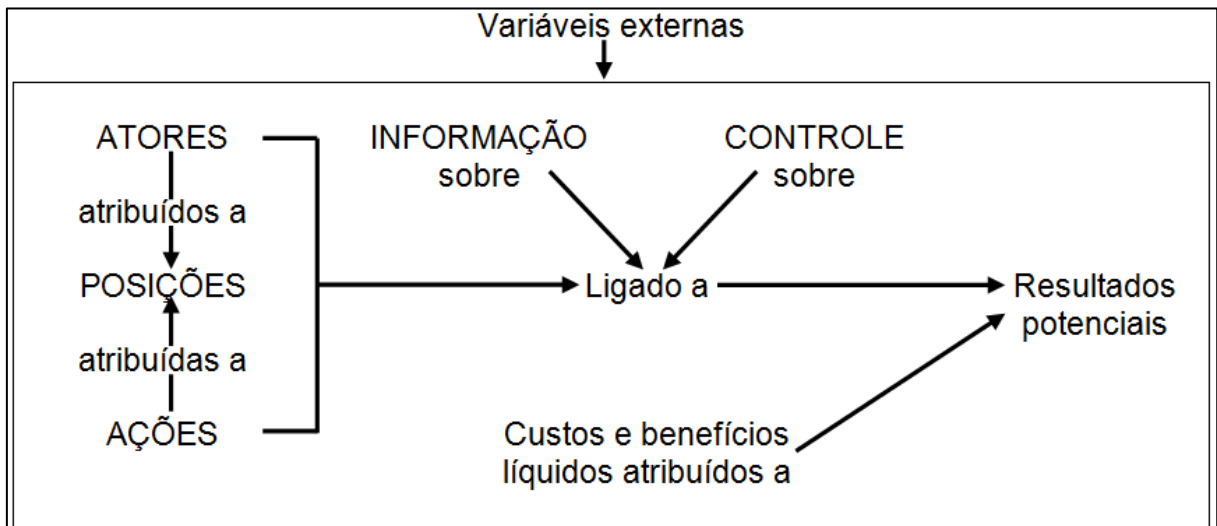 Variáveis externas
ATORES
INFORMAÇÃO
sobre
CONTROLE
sobre
atribuídos a
POSIÇÕES
Ligado a
Resultados
potenciais
atribuídas a
AÇÕES
Custos e benefícios
líquidos atribuídos a